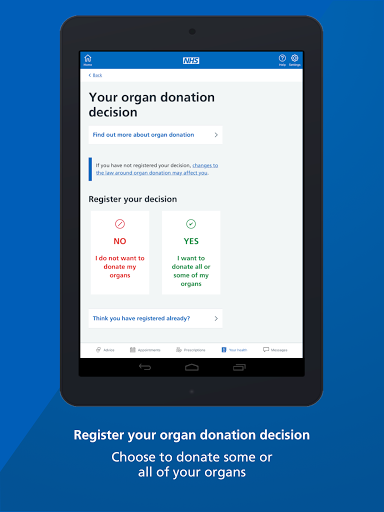 NHS
Home
Help
Settings
Back
Your organ donation
decision
Find out more about organ donation
If you have not registered your decision, changes to
the law around organ donation may affect you.
Register your decision
NO
I do not want to
donate my
organs
YES
I want to
donate all or
some of my
organs
Think you have registered already?
Advice
Appointments
Prescriptions
Your health
Messages
Register your organ donation decision
Choose to donate some or
all of your organs